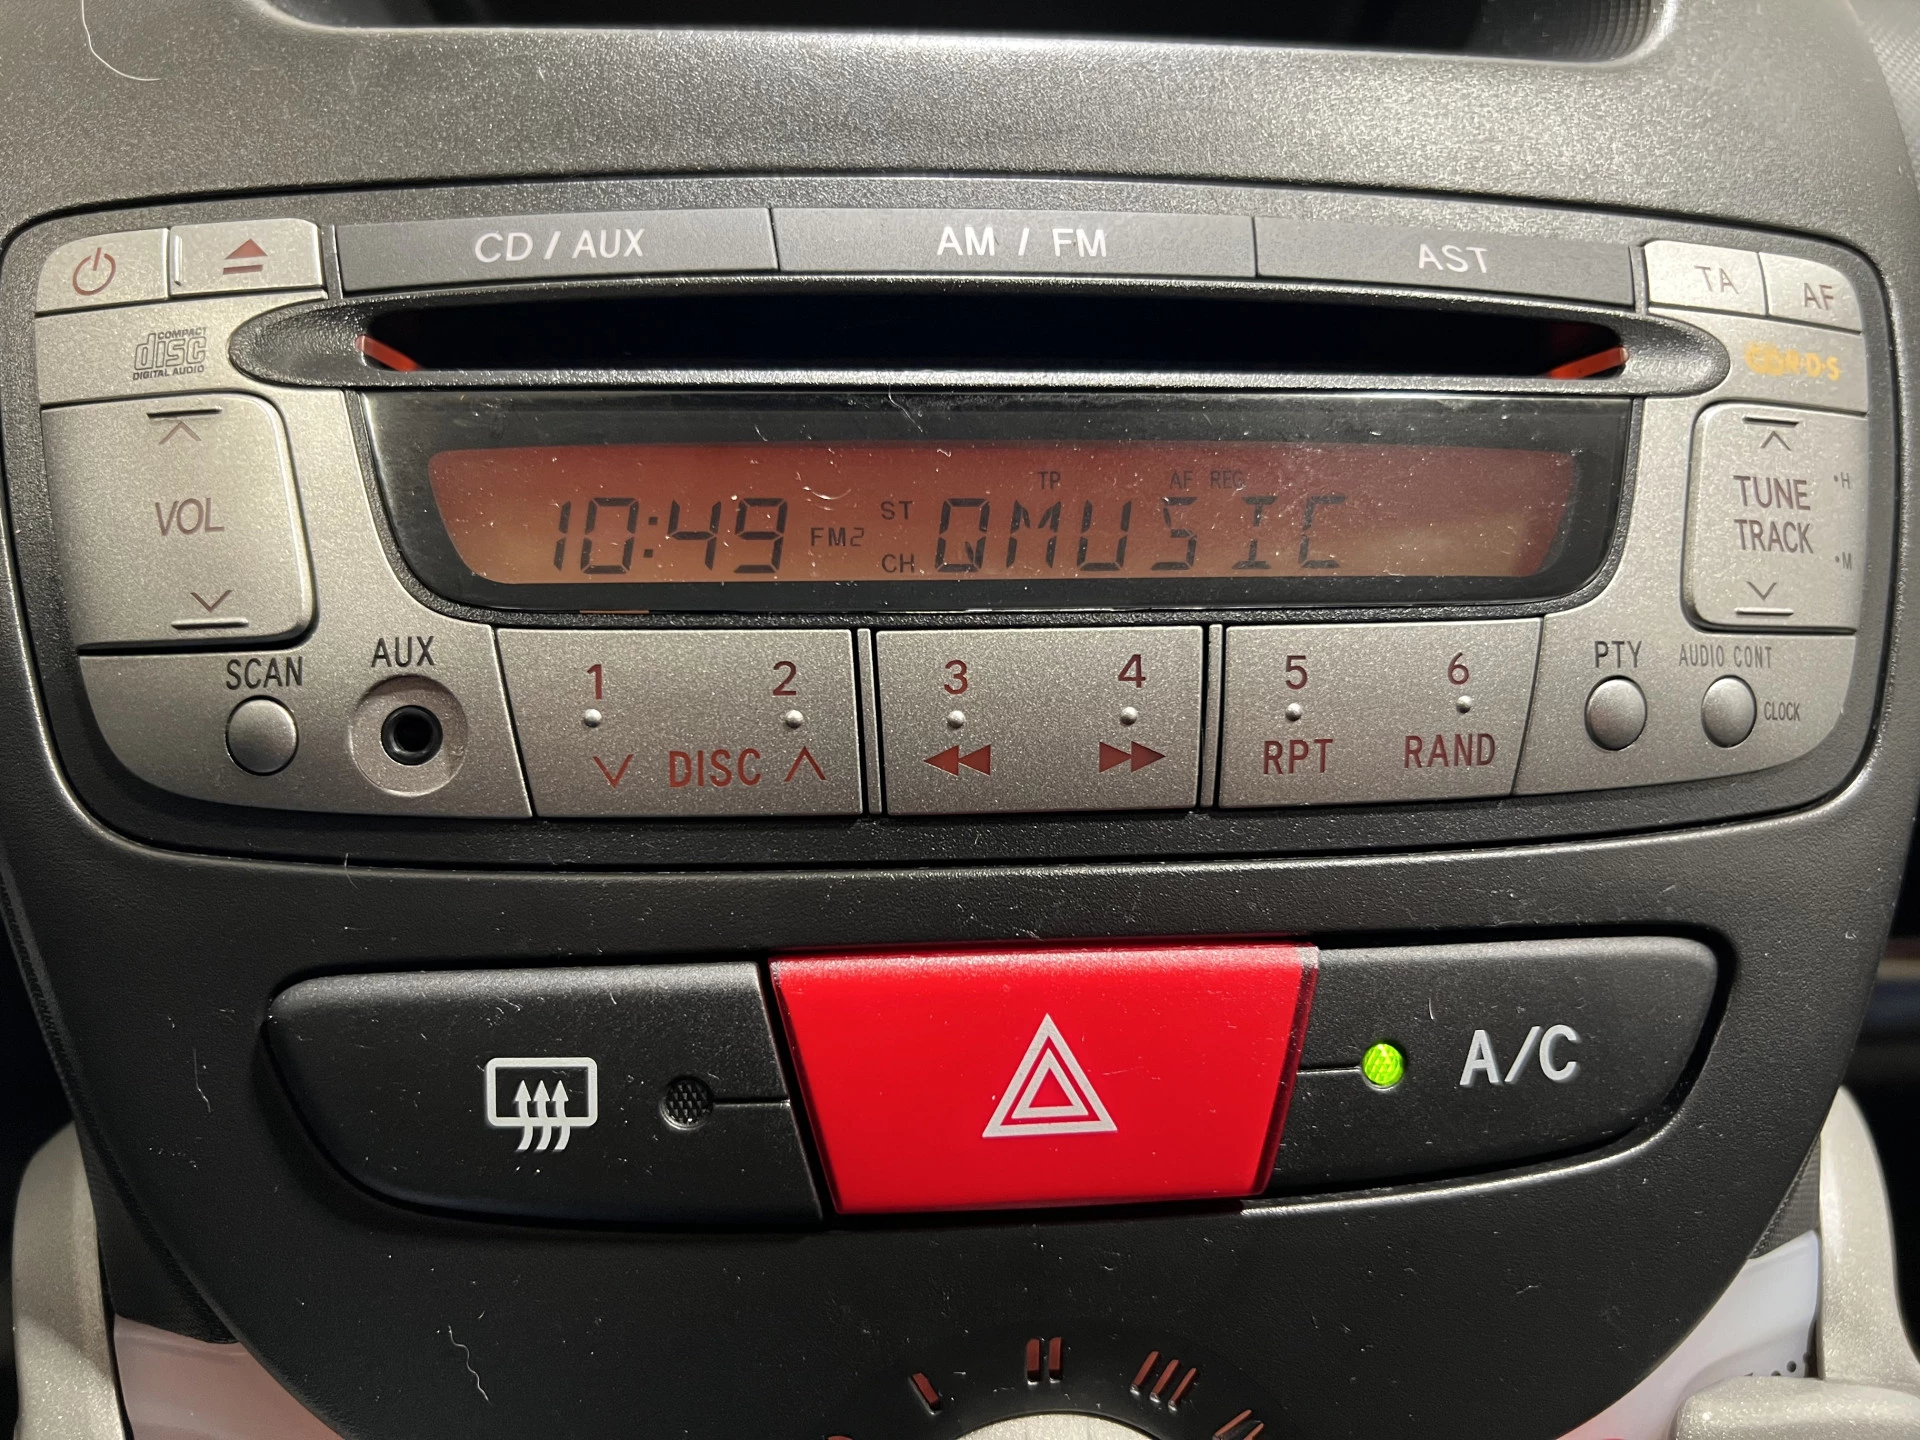 CD / AUX
AM / FM
AST
TA
AF
COMPACT
disc
DIGITAL AUDIO
R·D·S
VOL
10:49
FM2
ST
CH
TP
AF
REG
QMUSIC
TUNE
TRACK
H
M
SCAN
AUX
1
2
DISC
3
4
5
RPT
6
RAND
PTY
AUDIO CONT
CLOCK
A/C